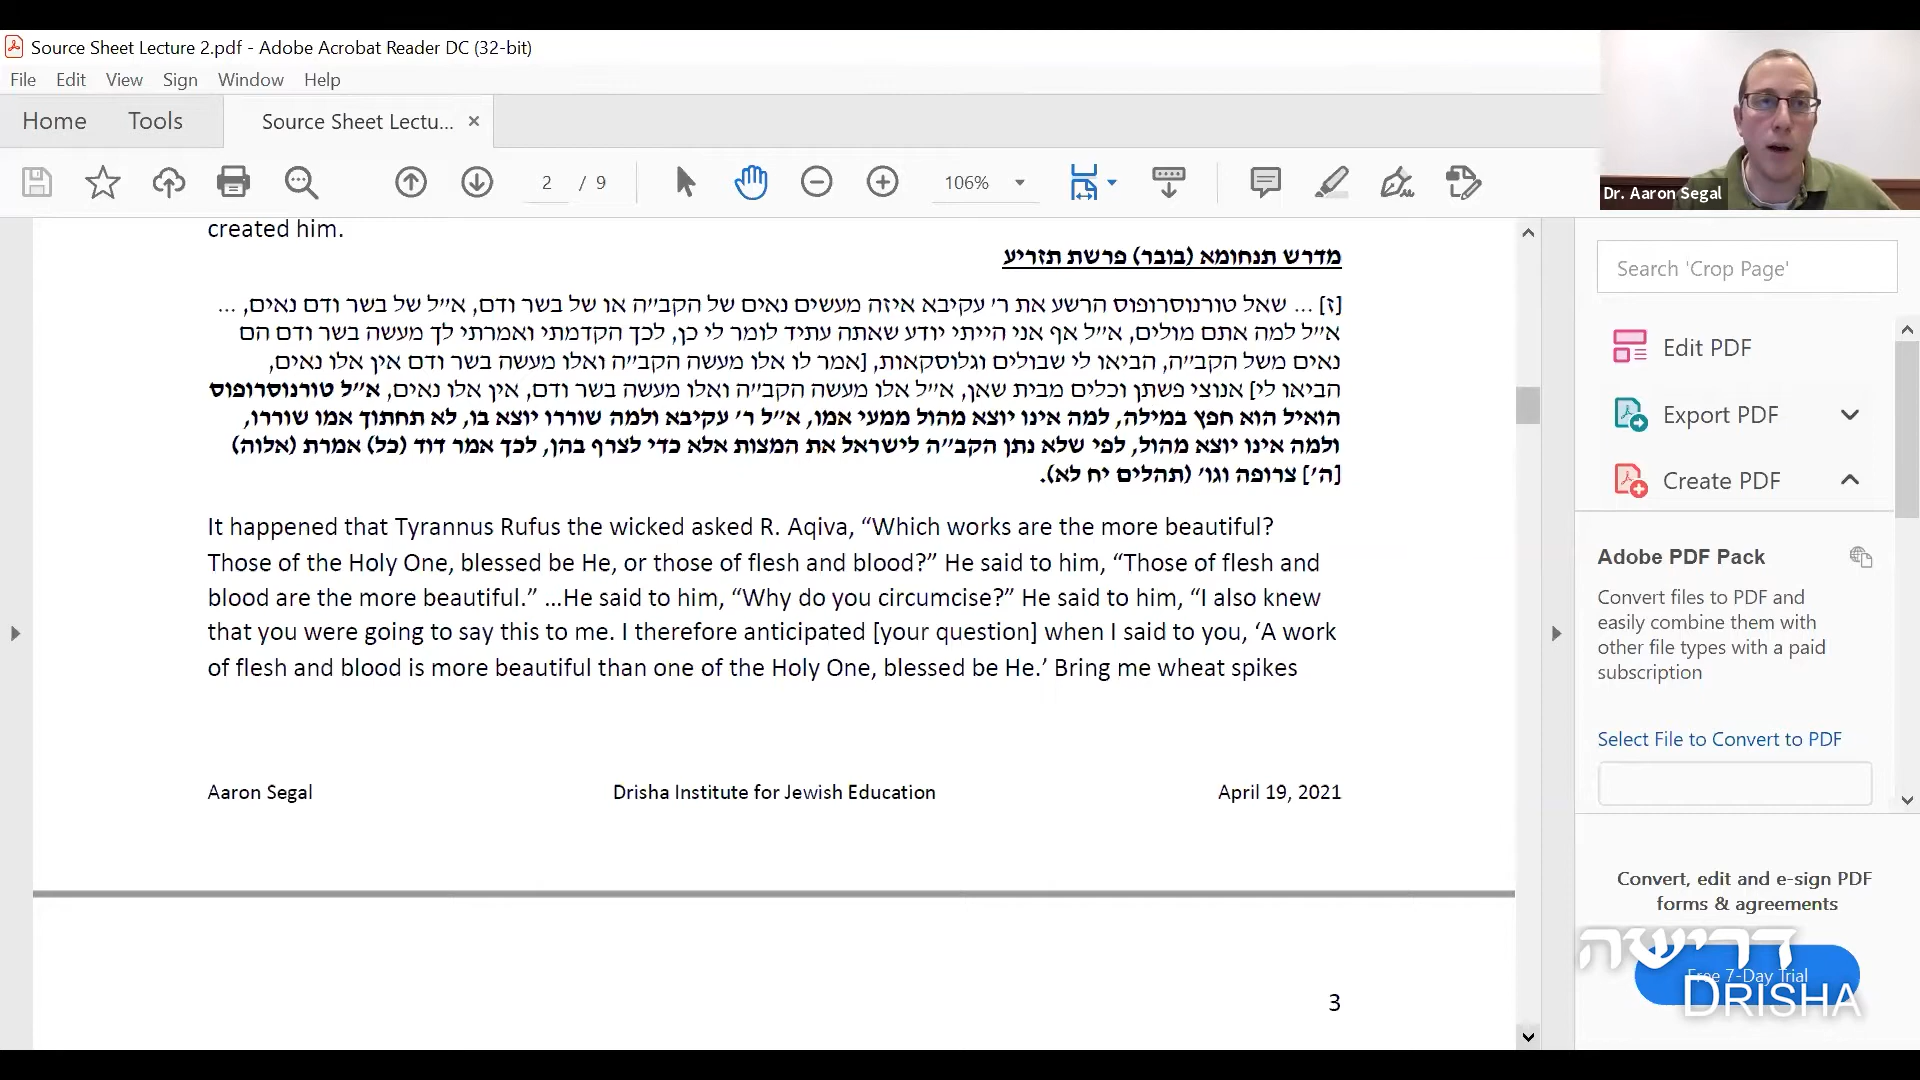 Source Sheet Lecture 2.pdf - Adobe Acrobat Reader DC (32-bit)
File Edit View Sign Window Help
Home Tools Source Sheet Lectu... ×
2 / 9 106%
Dr. Aaron Segal
created him.
מדרש תנחומא (בובר) פרשת תזריע
[ז] ... שאל טורנוסרופוס הרשע את ר׳ עקיבא איזה מעשים נאים של הקב״ה או של בשר ודם, א״ל של בשר ודם נאים, ...
א״ל למה אתם מולים, א״ל אף אני הייתי יודע שאתה עתיד לומר לי כן, לכך הקדמתי ואמרתי לך מעשה בשר ודם הם
נאים משל הקב״ה, הביאו לי שבולים וגלוסקאות, [אמר לו אלו מעשה הקב״ה ואלו מעשה בשר ודם אין אלו נאים,
הביאו לי] אנוצי פשתן וכלים מבית שאן, א״ל אלו מעשה הקב״ה ואלו מעשה בשר ודם, אין אלו נאים, א״ל טורנוסרופוס
הואיל הוא חפץ במילה, למה אינו יוצא מהול ממעי אמו, א״ל ר׳ עקיבא ולמה שוררו יוצא בו, לא תחתוך אמו שוררו,
ולמה אינו יוצא מהול, לפי שלא נתן הקב״ה לישראל את המצות אלא כדי לצרף בהן, לכך אמר דוד (כל) אמרת (אלוה)
[ה׳] צרופה וגו׳ (תהלים יח לא).
It happened that Tyrannus Rufus the wicked asked R. Aqiva, “Which works are the more beautiful?
Those of the Holy One, blessed be He, or those of flesh and blood?” He said to him, “Those of flesh and
blood are the more beautiful.” ...He said to him, “Why do you circumcise?” He said to him, “I also knew
that you were going to say this to me. I therefore anticipated [your question] when I said to you, ‘A work
of flesh and blood is more beautiful than one of the Holy One, blessed be He.’ Bring me wheat spikes
Aaron Segal Drisha Institute for Jewish Education April 19, 2021
3
Search 'Crop Page'
Edit PDF
Export PDF
Create PDF
Adobe PDF Pack
Convert files to PDF and
easily combine them with
other file types with a paid
subscription
Select File to Convert to PDF
Convert, edit and e-sign PDF
forms & agreements
דרישה
Free 7-Day Trial
DRISHA